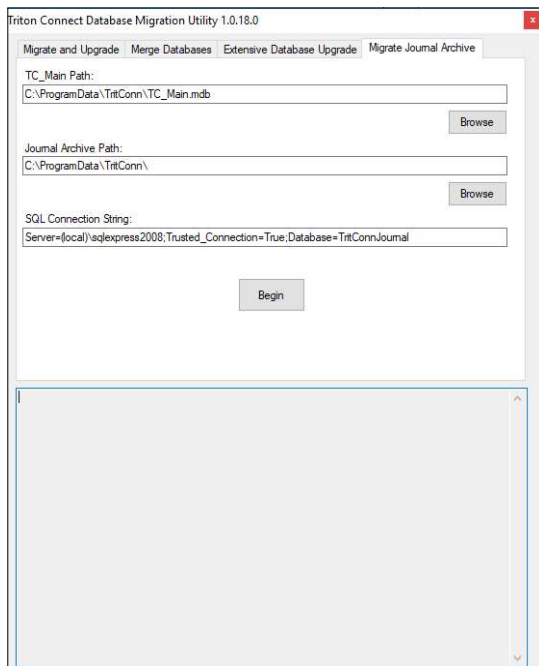 Triton Connect Database Migration Utility 1.0.18.0
x
Migrate and Upgrade Merge Databases Extensive Database Upgrade Migrate Journal Archive
TC_Main Path:
C:\ProgramData\TritConn\TC_Main.mdb
Browse
Journal Archive Path:
C:\ProgramData\TritConn\
Browse
SQL Connection String:
Server=(local)\sqlexpress2008;Trusted_Connection=True;Database=TritConnJournal
Begin